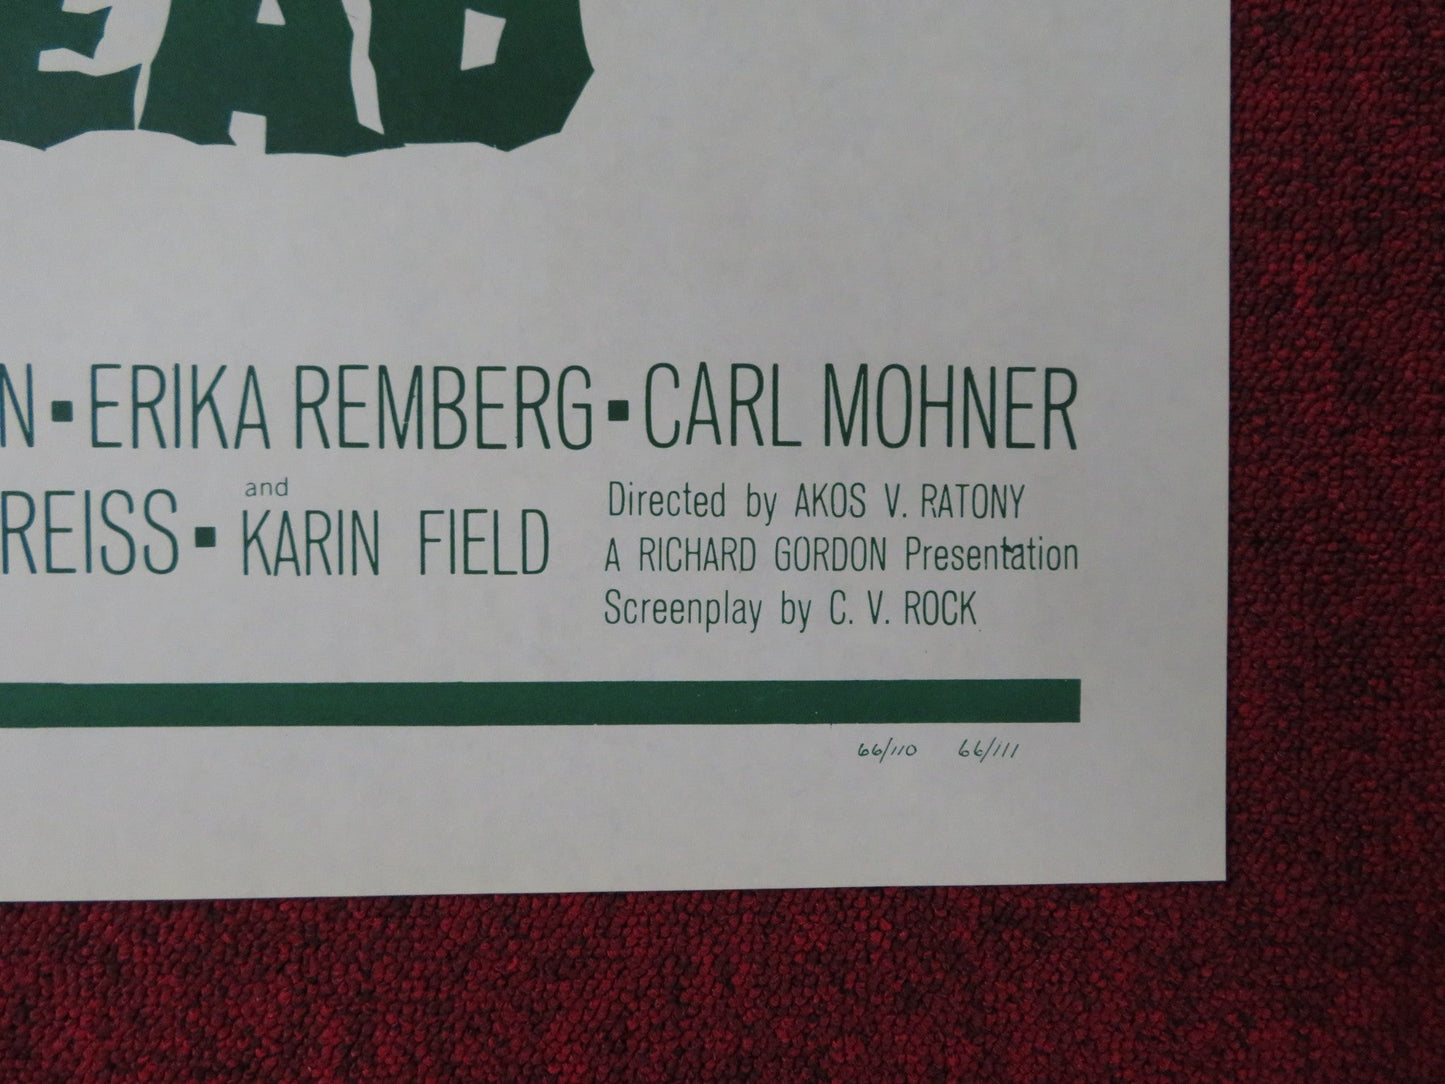 EAD
N ▪ ERIKA REMBERG ▪ CARL MOHNER
REISS ▪ and KARIN FIELD
Directed by AKOS V. RATONY
A RICHARD GORDON Presentation
Screenplay by C. V. ROCK
66/110 66/111